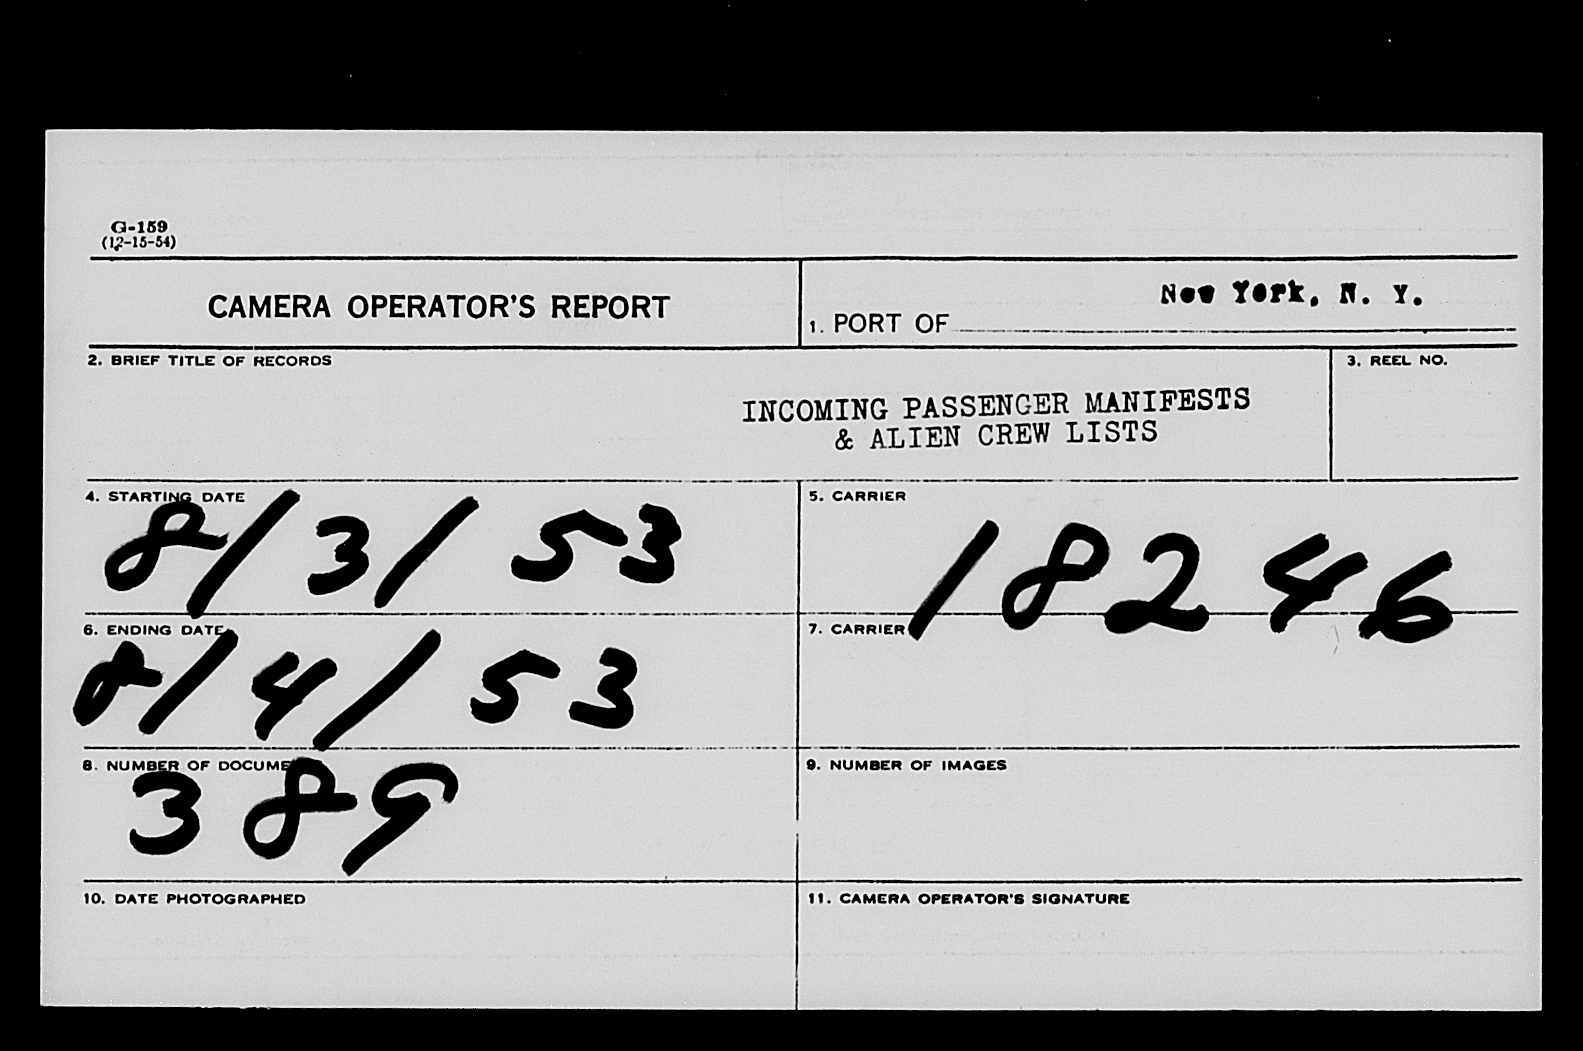 G-159
(12-15-54)
CAMERA OPERATOR'S REPORT
1. PORT OF New York, N. Y.
2. BRIEF TITLE OF RECORDS
INCOMING PASSENGER MANIFESTS
& ALIEN CREW LISTS
3. REEL NO.
4. STARTING DATE
8/3/53
5. CARRIER
18246
6. ENDING DATE
8/4/53
7. CARRIER
8. NUMBER OF DOCUME
389
9. NUMBER OF IMAGES
10. DATE PHOTOGRAPHED
11. CAMERA OPERATOR'S SIGNATURE